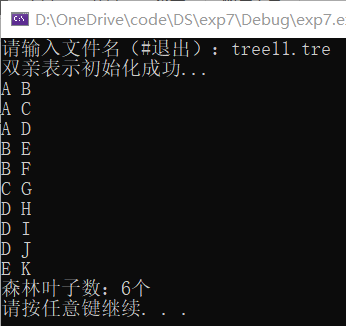 D:\OneDrive\code\DS\exp7\Debug\exp7.e
请输入文件名（#退出）：tree11.tre
双亲表示初始化成功...
A B
A C
A D
B E
B F
C G
D H
D I
D J
E K
森林叶子数：6个
请按任意键继续. . .